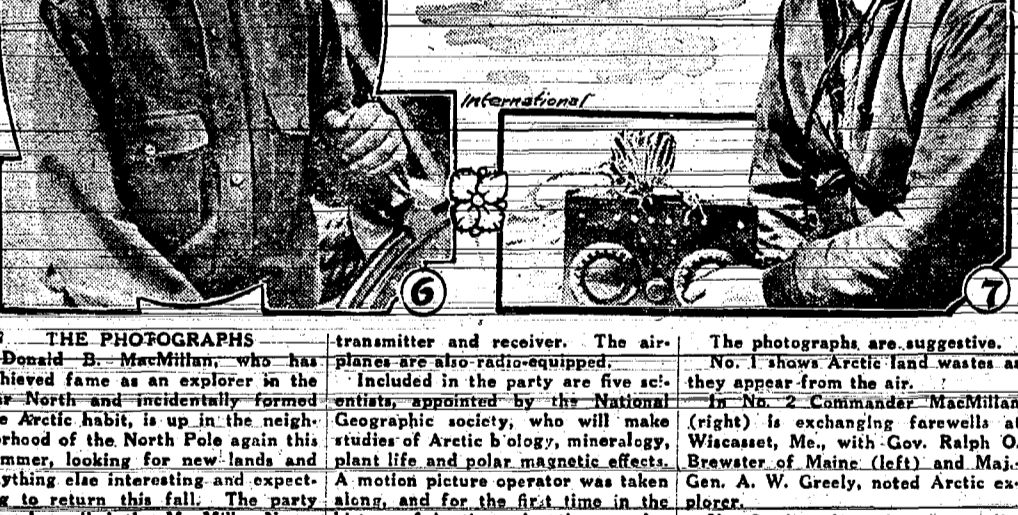 International
6
7
THE PHOTOGRAPHS
Donald B. MacMillan, who has
hieved fame as an explorer in the
r North and incidentally formed
e Arctic habit, is up in the neigh-
rhood of the North Pole again this
mmer, looking for new lands and
ything else interesting and expect-
g to return this fall. The party
transmitter and receiver. The air-
planes are also radio-equipped.
Included in the party are five sci-
entists, appointed by the National
Geographic society, who will make
studies of Arctic b ology, mineralogy,
plant life and polar magnetic effects.
A motion picture operator was taken
along, and for the first time in the
The photographs are suggestive.
No. 1 shows Arctic land wastes as
they appear from the air.
In No. 2 Commander MacMillan
(right) is exchanging farewells at
Wiscasset, Me., with Gov. Ralph O.
Brewster of Maine (left) and Maj.-
Gen. A. W. Greely, noted Arctic ex-
plorer.